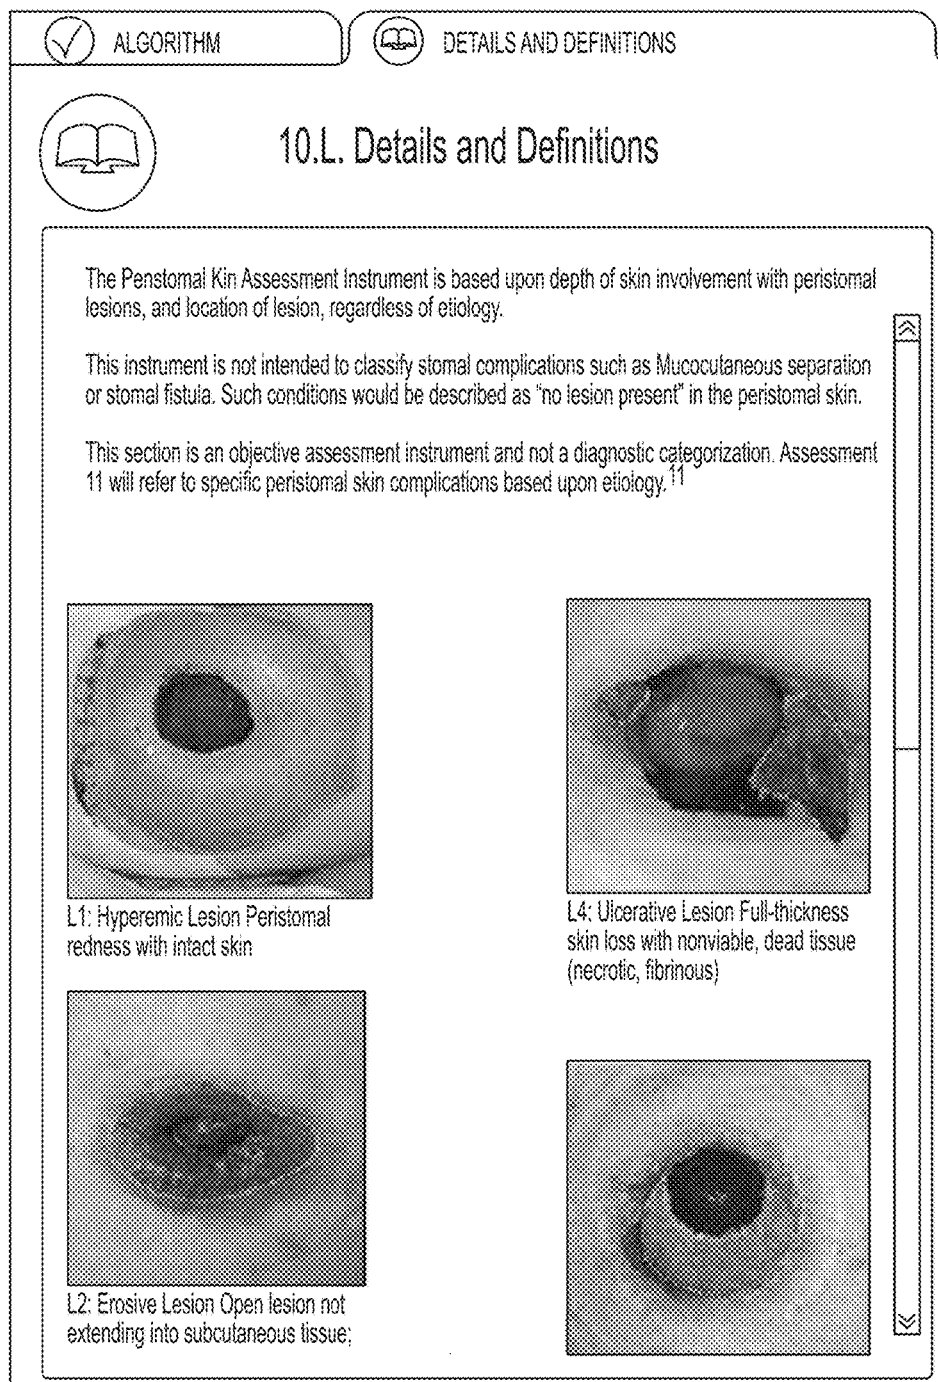 ALGORITHM
DETAILS AND DEFINITIONS
10.L. Details and Definitions
The Penstomal Kin Assessment Instrument is based upon depth of skin involvement with peristomal
lesions, and location of lesion, regardless of etiology.
This instrument is not intended to classify stomal complications such as Mucocutaneous separation
or stomal fistula. Such conditions would be described as "no lesion present" in the peristomal skin.
This section is an objective assessment instrument and not a diagnostic categorization. Assessment
11 will refer to specific peristomal skin complications based upon etiology.11
L1: Hyperemic Lesion Peristomal
redness with intact skin
L4: Ulcerative Lesion Full-thickness
skin loss with nonviable, dead tissue
(necrotic, fibrinous)
L2: Erosive Lesion Open lesion not
extending into subcutaneous tissue;